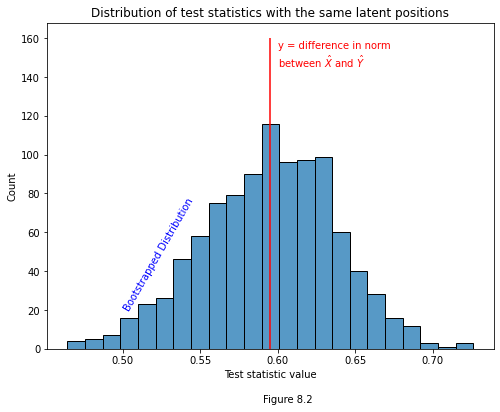 Distribution of test statistics with the same latent positions
160
140
120
100
80
60
40
20
0
Count
y = difference in norm
between X̂ and Ŷ
Bootstrapped Distribution
0.50 0.55 0.60 0.65 0.70
Test statistic value
Figure 8.2